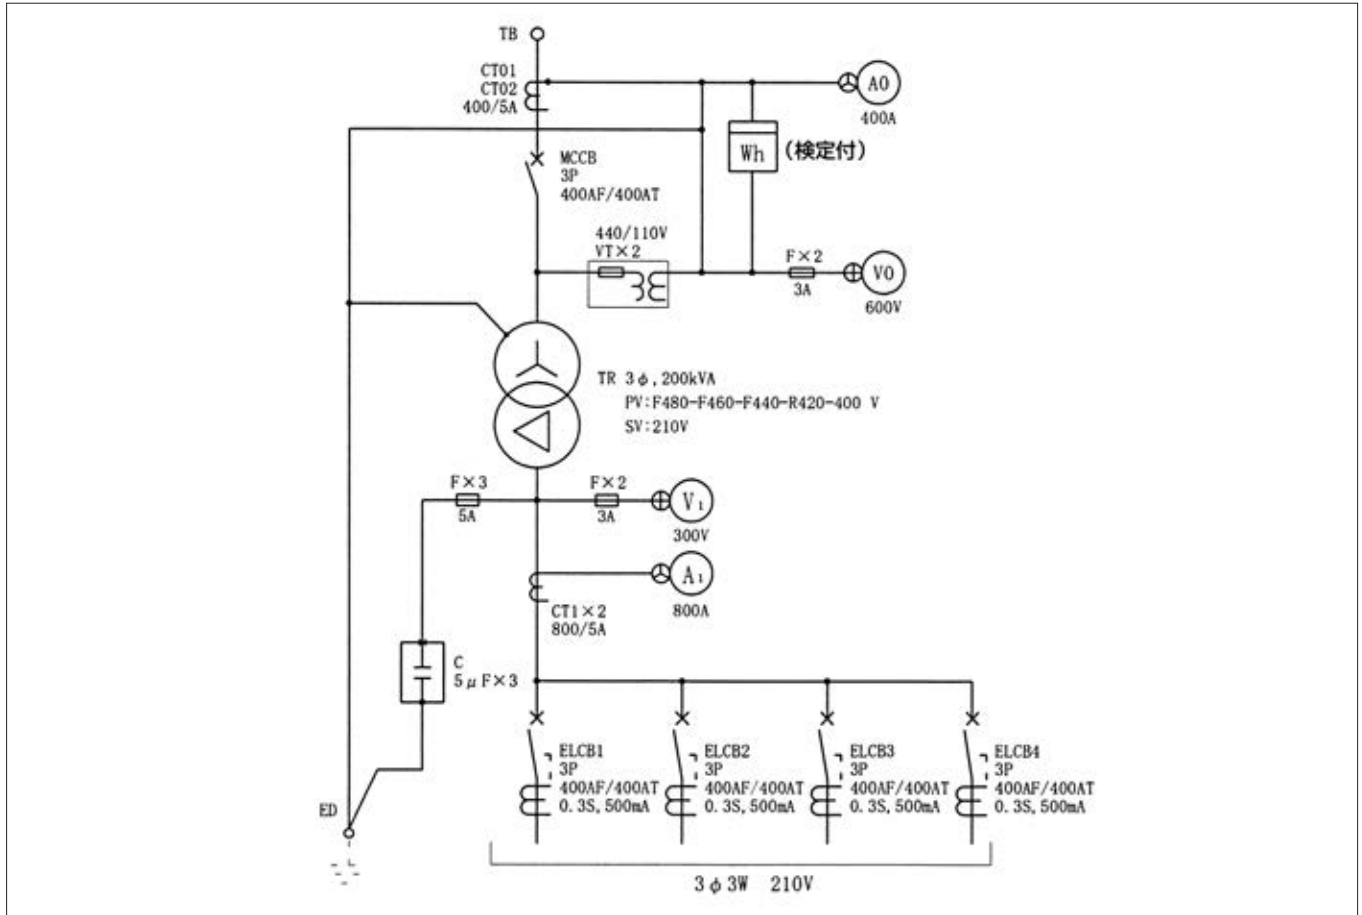 TB
CT01
CT02
400/5A
A0
400A
Wh
(検定付)
MCCB
3P
400AF/400AT
440/110V
VT×2
F×2
3A
V0
600V
TR 3φ,200kVA
PV:F480-F460-F440-R420-400 V
SV:210V
F×3
5A
F×2
3A
V₁
300V
A₁
800A
CT1×2
800/5A
C
5μF×3
ELCB1
3P
400AF/400AT
0.3S,500mA
ELCB2
3P
400AF/400AT
0.3S,500mA
ELCB3
3P
400AF/400AT
0.3S,500mA
ELCB4
3P
400AF/400AT
0.3S,500mA
ED
3φ3W 210V